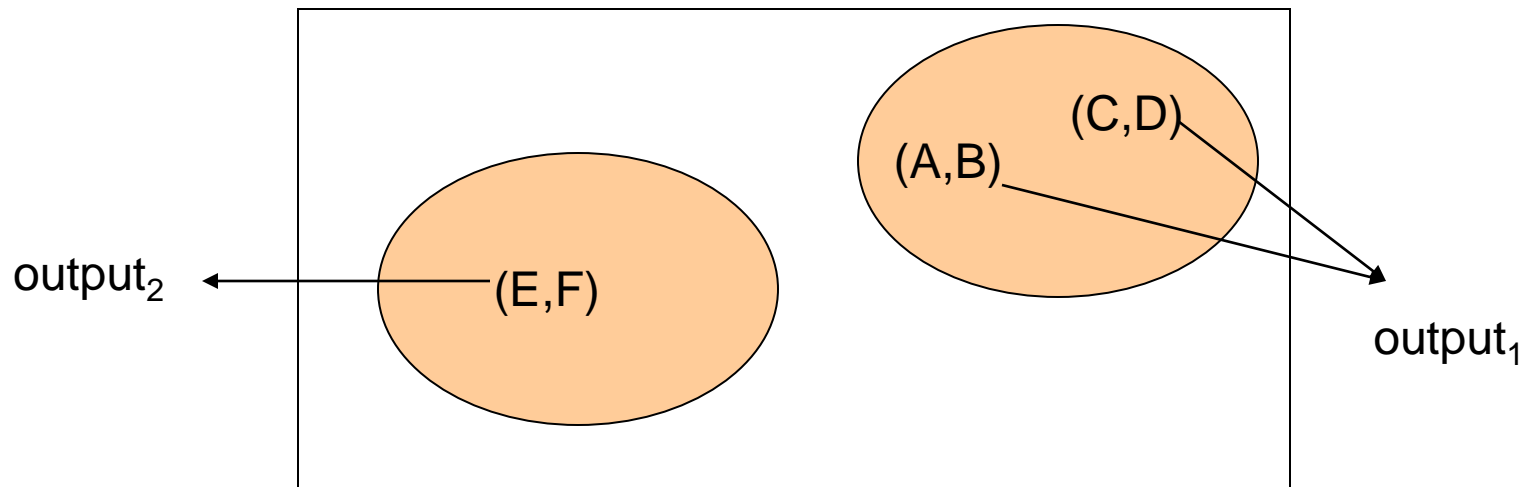 (C,D)
(A,B)
output₂
(E,F)
output₁